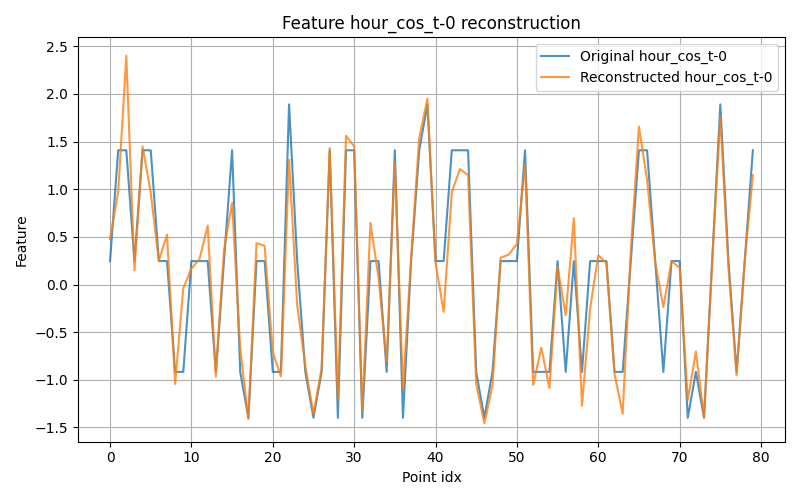 Feature hour_cos_t-0 reconstruction
Original hour_cos_t-0
Reconstructed hour_cos_t-0
Feature
2.5
2.0
1.5
1.0
0.5
0.0
−0.5
−1.0
−1.5
0 10 20 30 40 50 60 70 80
Point idx